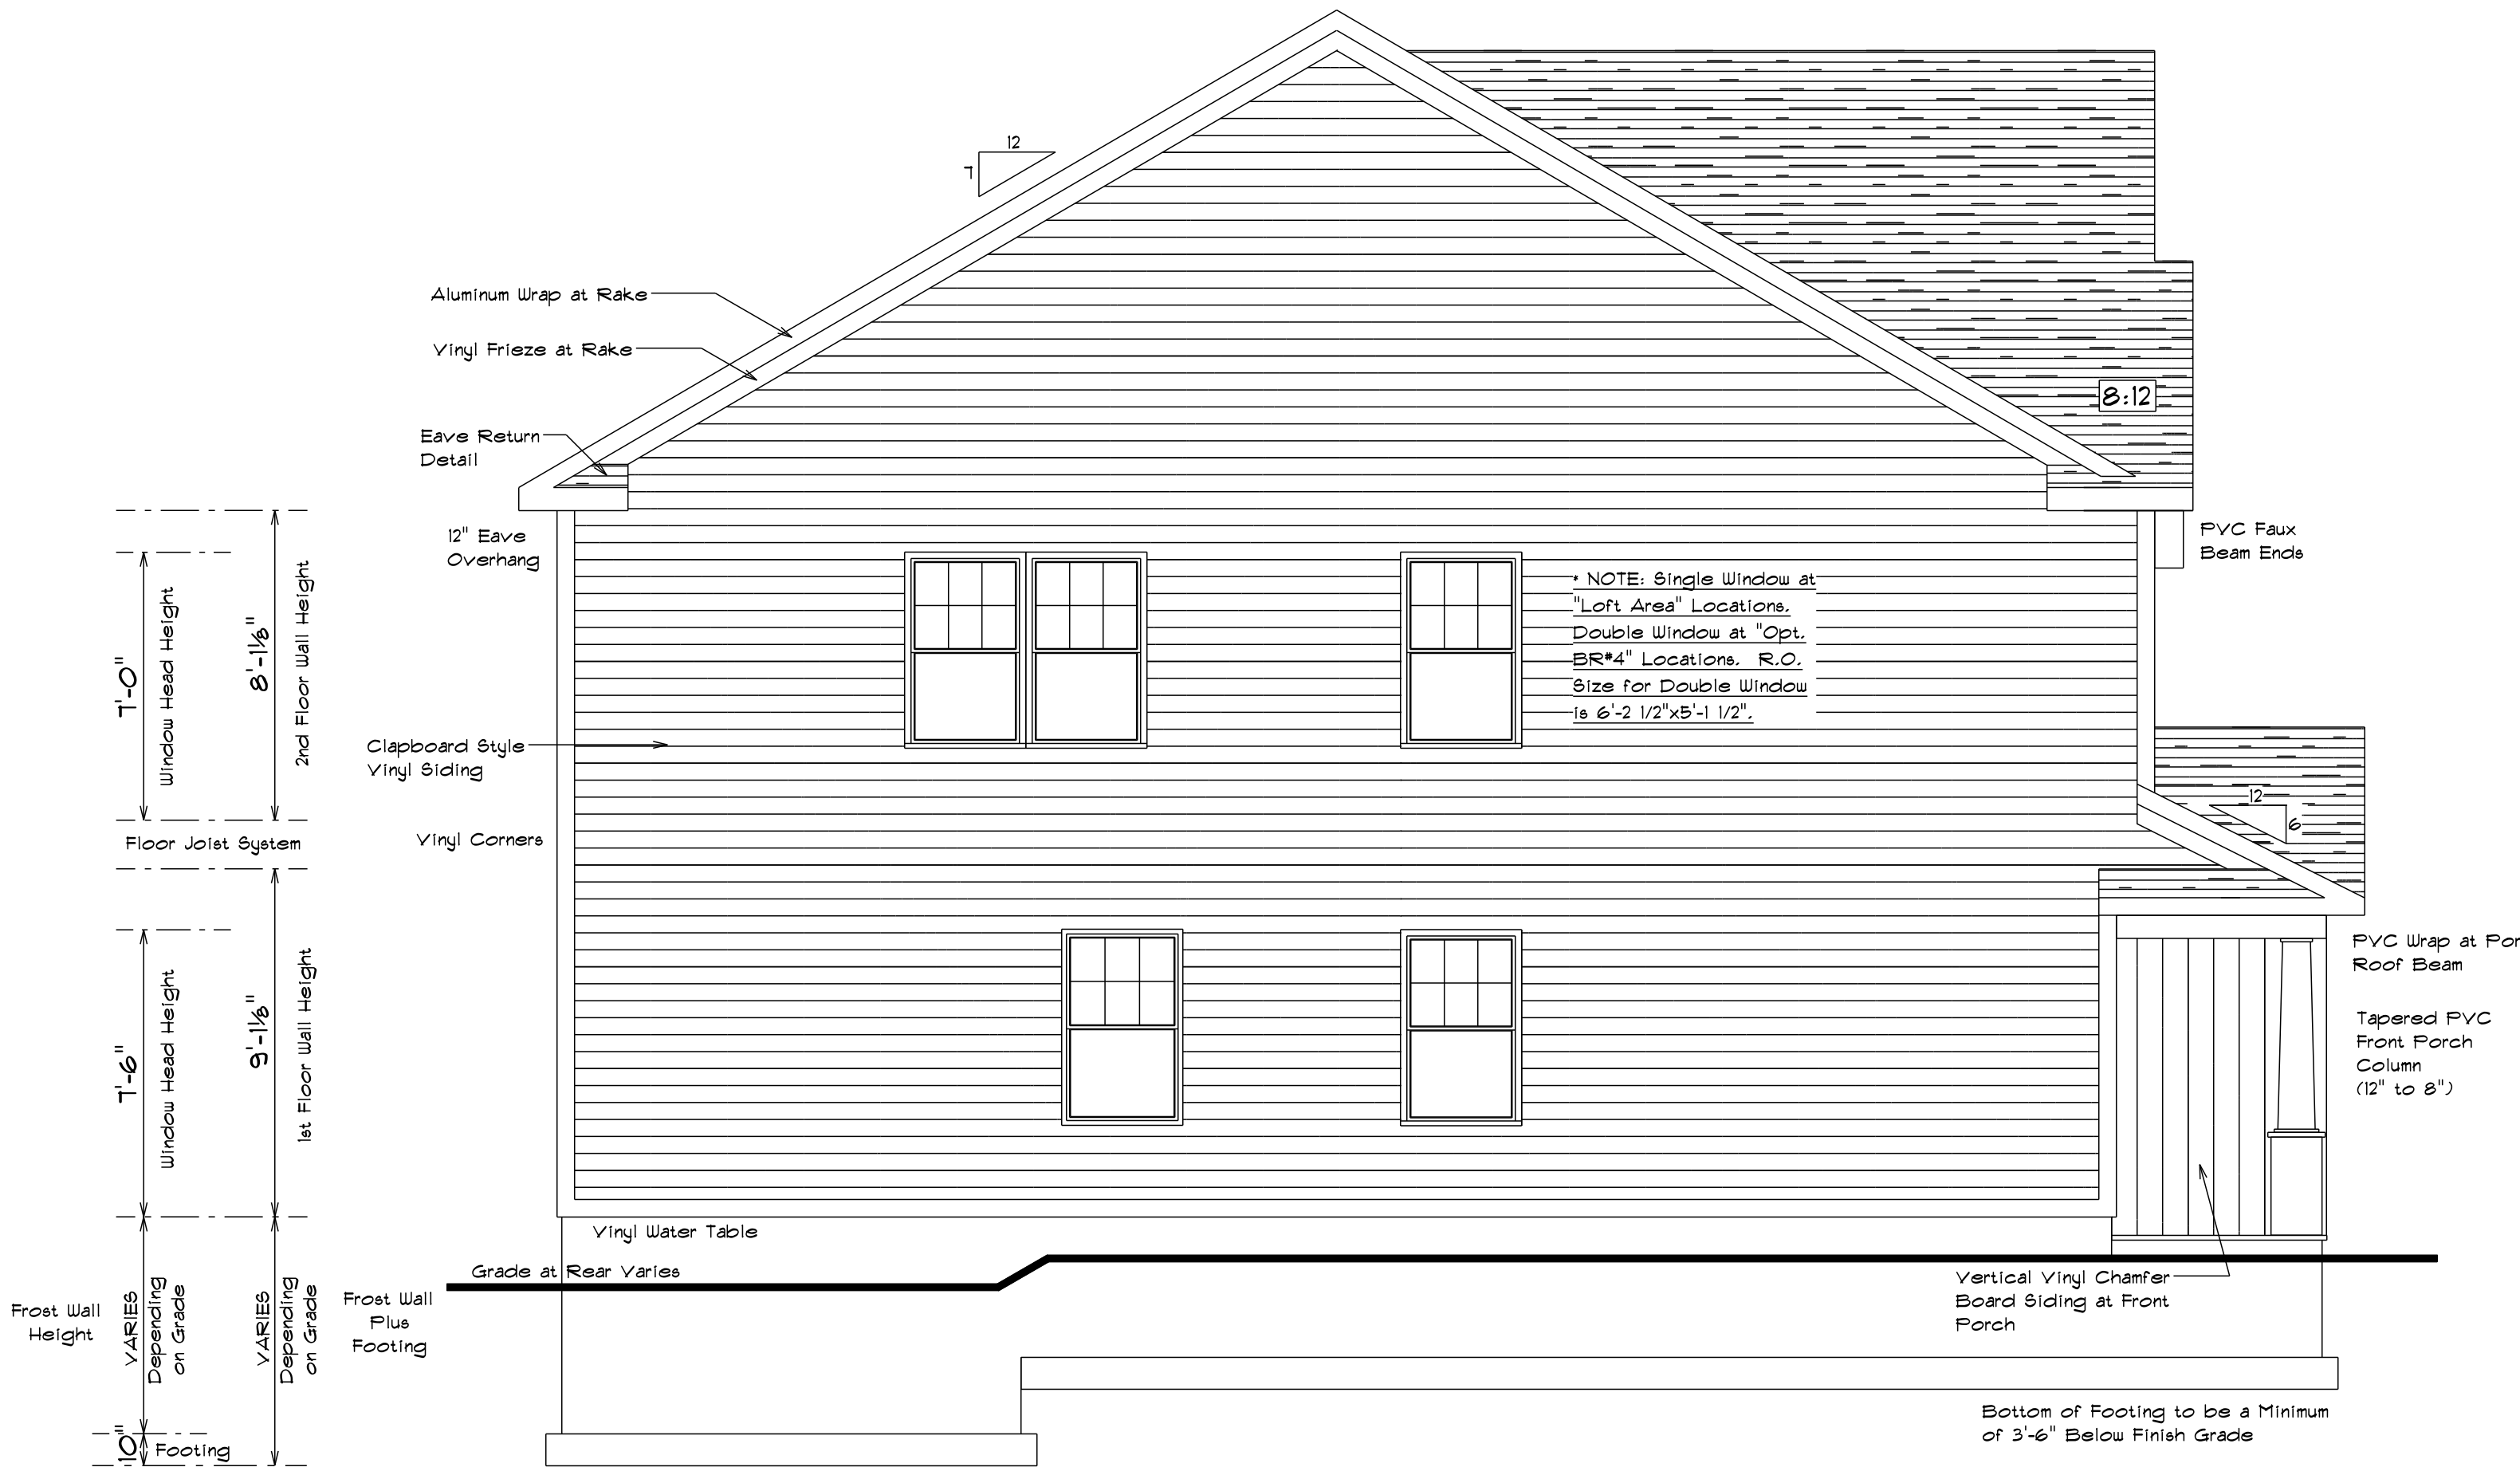 12
7
Aluminum Wrap at Rake
Vinyl Frieze at Rake
8:12
Eave Return
Detail
12" Eave
Overhang
PVC Faux
Beam Ends
* NOTE: Single Window at
"Loft Area" Locations.
Double Window at "Opt.
BR#4" Locations. R.O.
Size for Double Window
is 6'-2 1/2"x5'-1 1/2".
7'-0"
Window Head Height
8'-1 1/8"
2nd Floor Wall Height
Clapboard Style
Vinyl Siding
12
6
Floor Joist System
Vinyl Corners
7'-6"
Window Head Height
9'-1 1/8"
1st Floor Wall Height
PVC Wrap at Por
Roof Beam
Tapered PVC
Front Porch
Column
(12" to 8")
Vinyl Water Table
Grade at Rear Varies
Frost Wall
Height
VARIES
Depending
on Grade
VARIES
Depending
on Grade
Frost Wall
Plus
Footing
Vertical Vinyl Chamfer
Board Siding at Front
Porch
10"
Footing
Bottom of Footing to be a Minimum
of 3'-6" Below Finish Grade